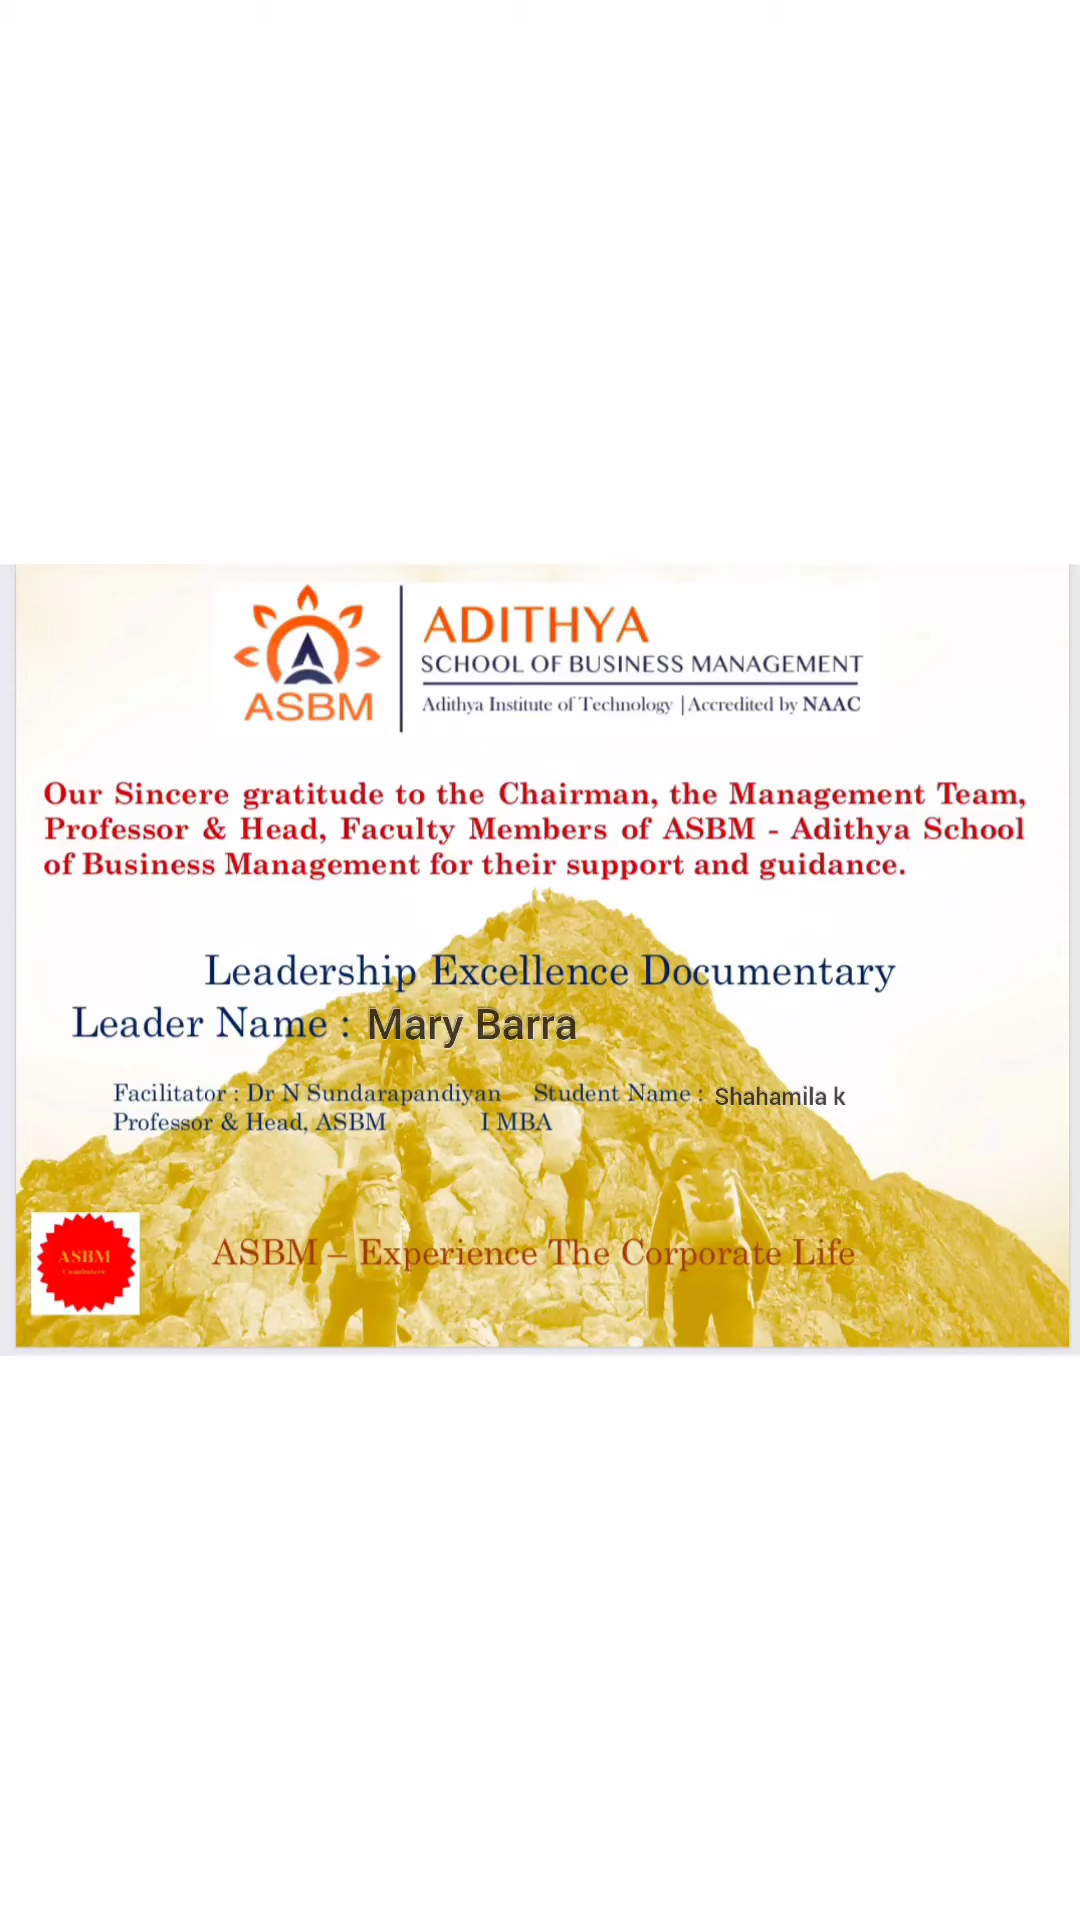 ADITHYA
SCHOOL OF BUSINESS MANAGEMENT
ASBM
Adithya Institute of Technology | Accredited by NAAC
Our Sincere gratitude to the Chairman, the Management Team,
Professor & Head, Faculty Members of ASBM - Adithya School
of Business Management for their support and guidance.
Leadership Excellence Documentary
Leader Name : Mary Barra
Facilitator : Dr N Sundarapandiyan Student Name : Shahamila k
Professor & Head, ASBM I MBA
ASBM
ASBM – Experience The Corporate Life